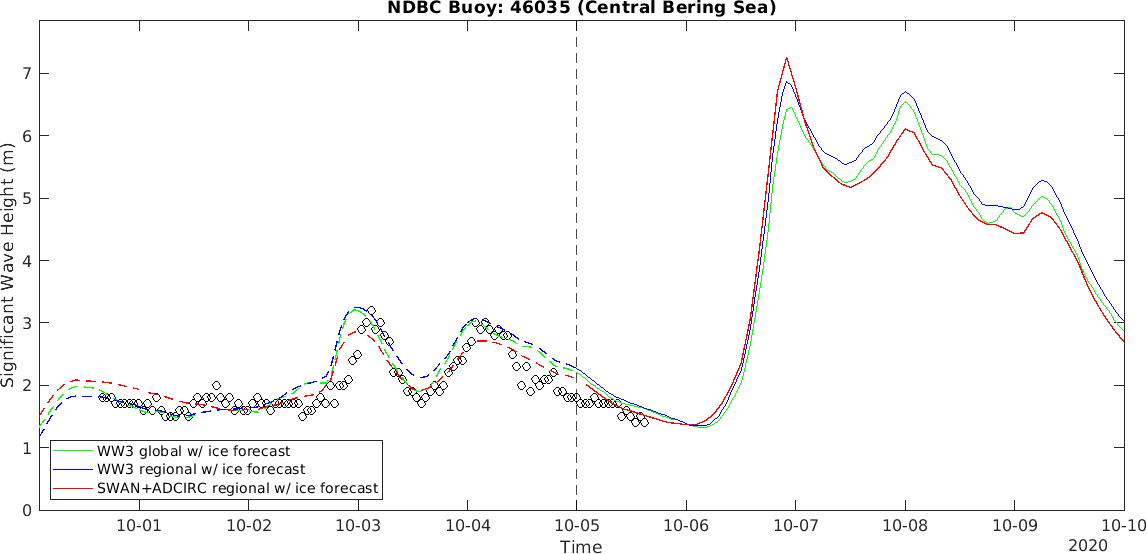 NDBC Buoy: 46035 (Central Bering Sea)
Significant Wave Height (m)
7
6
5
4
3
2
1
0
WW3 global w/ ice forecast
WW3 regional w/ ice forecast
SWAN+ADCIRC regional w/ ice forecast
10-01 10-02 10-03 10-04 10-05 10-06 10-07 10-08 10-09 10-10
Time
2020